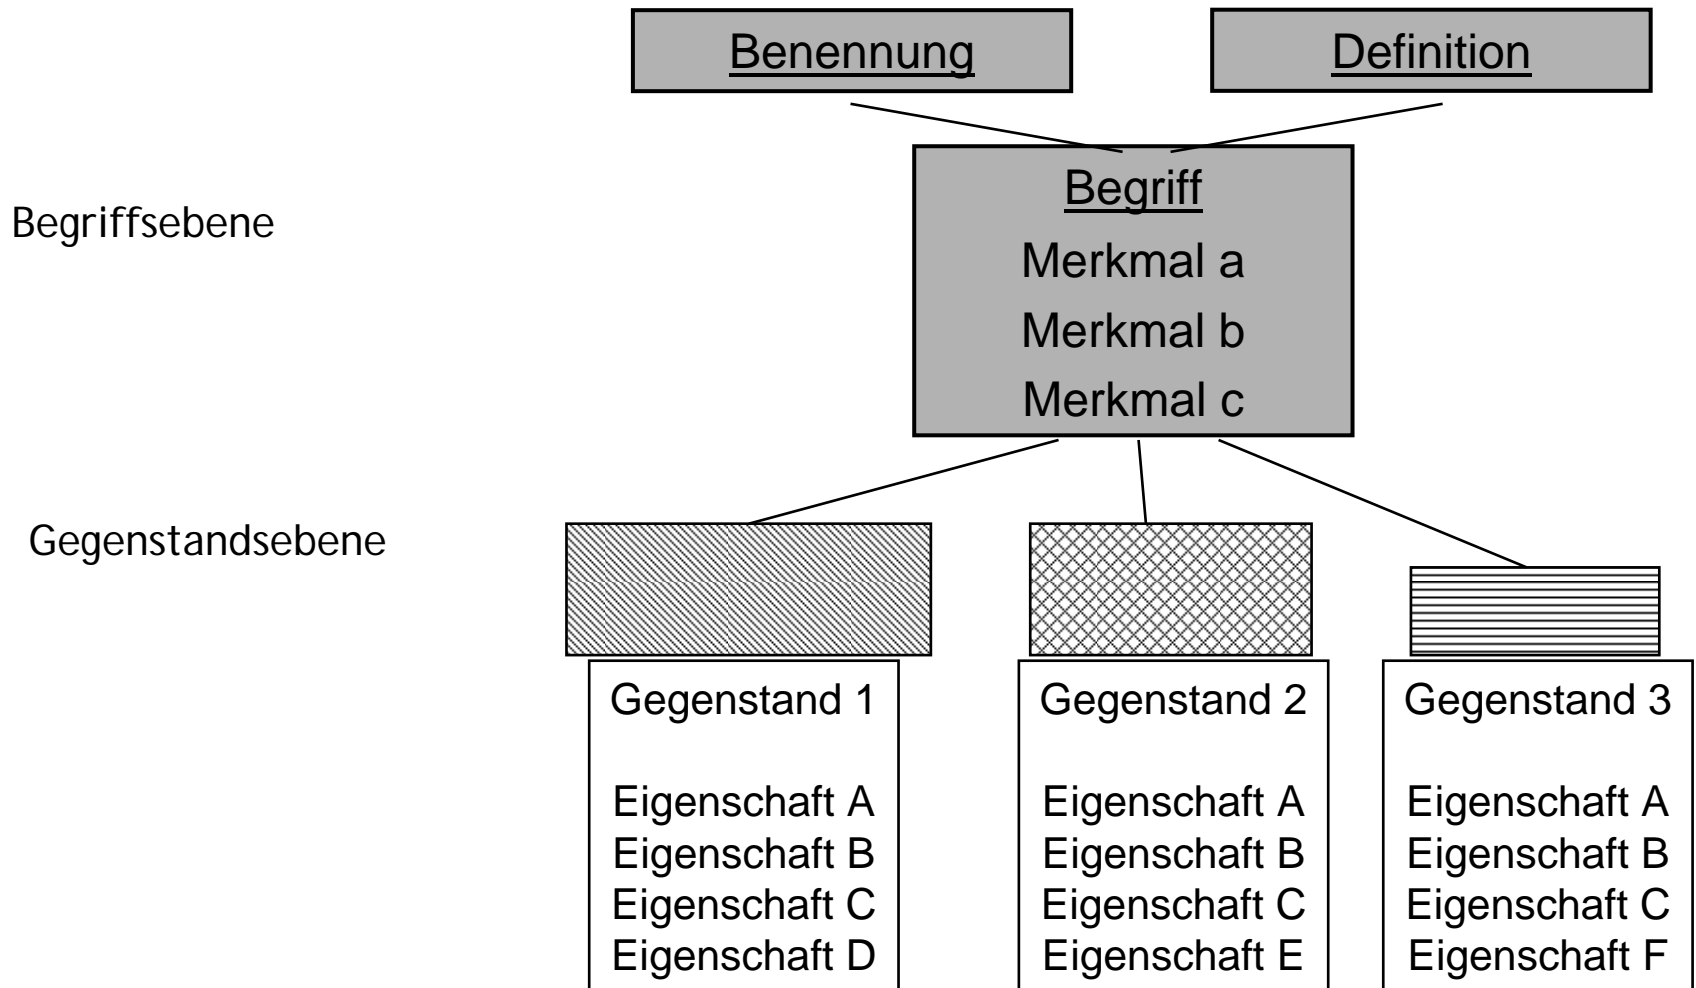 Benennung
Definition
Begriffsebene
Begriff
Merkmal a
Merkmal b
Merkmal c
Gegenstandsebene
Gegenstand 1
Eigenschaft A
Eigenschaft B
Eigenschaft C
Eigenschaft D
Gegenstand 2
Eigenschaft A
Eigenschaft B
Eigenschaft C
Eigenschaft E
Gegenstand 3
Eigenschaft A
Eigenschaft B
Eigenschaft C
Eigenschaft F